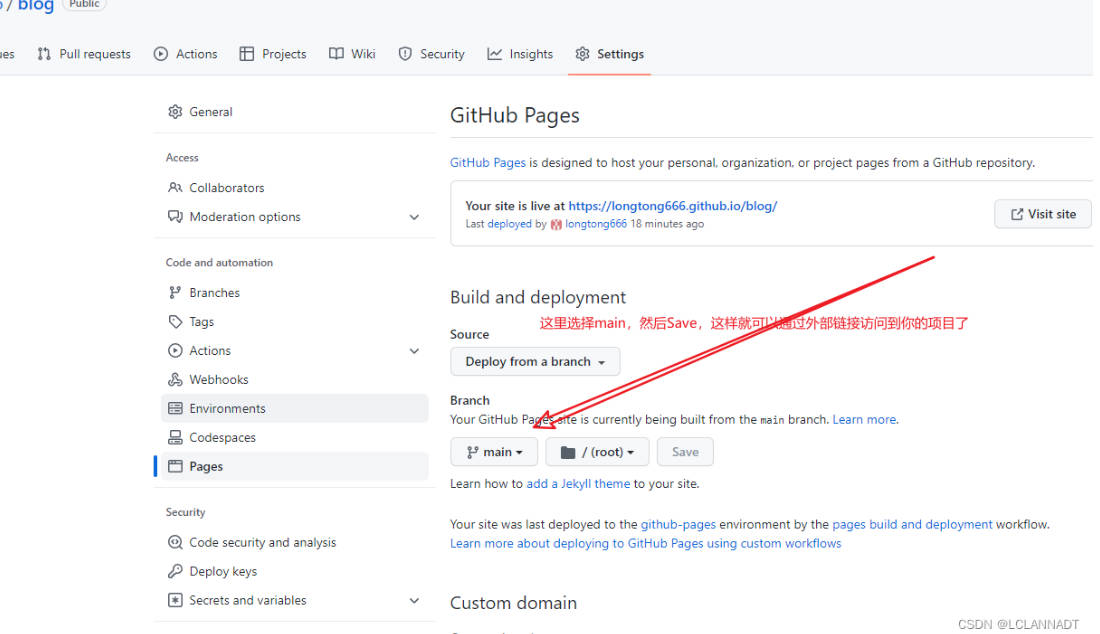 / blog Public
Pull requests
Actions
Projects
Wiki
Security
Insights
Settings
General
Access
Collaborators
Moderation options
Code and automation
Branches
Tags
Actions
Webhooks
Environments
Codespaces
Pages
Security
Code security and analysis
Deploy keys
Secrets and variables
GitHub Pages
GitHub Pages is designed to host your personal, organization, or project pages from a GitHub repository.
Your site is live at https://longtong666.github.io/blog/
Last deployed by longtong666 18 minutes ago
Visit site
Build and deployment
这里选择main，然后Save，这样就可以通过外部链接访问到你的项目了
Source
Deploy from a branch
Branch
Your GitHub Pages site is currently being built from the main branch. Learn more.
main
/ (root)
Save
Learn how to add a Jekyll theme to your site.
Your site was last deployed to the github-pages environment by the pages build and deployment workflow.
Learn more about deploying to GitHub Pages using custom workflows
Custom domain
CSDN @LCLANNADT